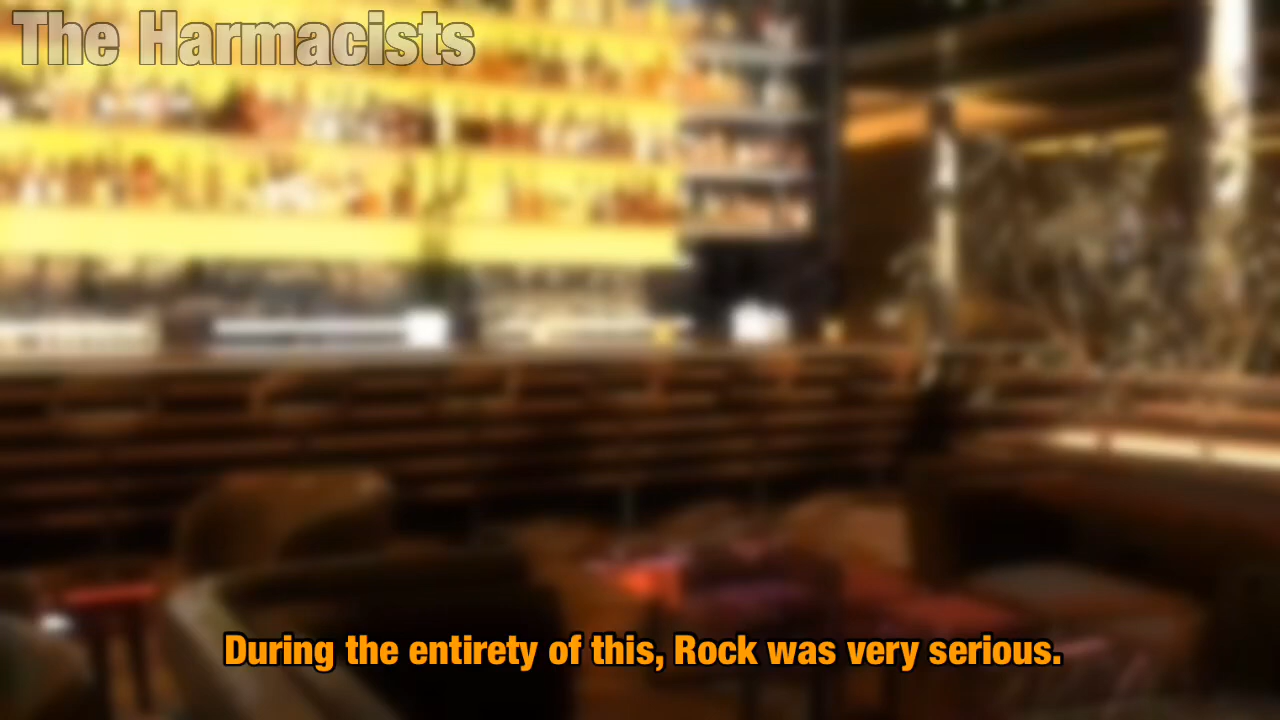 The Harmacists
During the entirety of this, Rock was very serious.